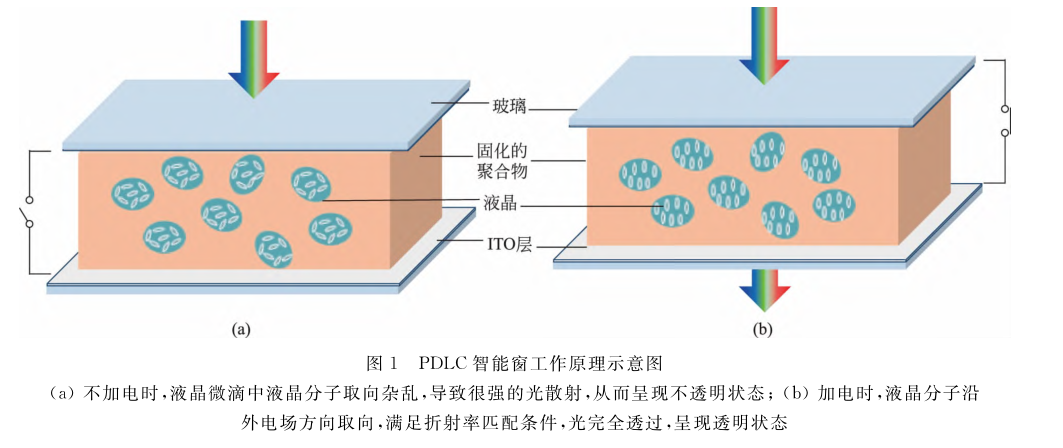 玻璃
固化的
聚合物
液晶
ITO层
(a)
(b)
图1 PDLC智能窗工作原理示意图
(a) 不加电时,液晶微滴中液晶分子取向杂乱,导致很强的光散射,从而呈现不透明状态; (b) 加电时,液晶分子沿
外电场方向取向,满足折射率匹配条件,光完全透过,呈现透明状态